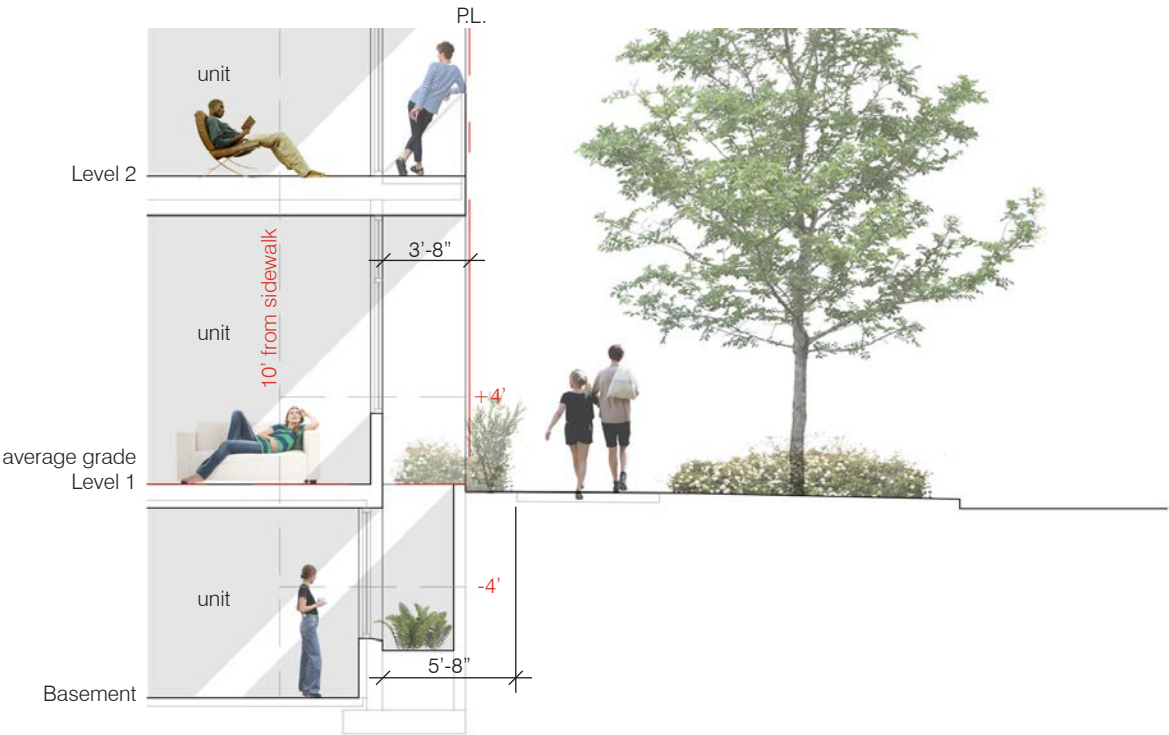 P.L.
unit
Level 2
3'-8”
10' from sidewalk
unit
+4'
average grade
Level 1
-4'
unit
5'-8”
Basement